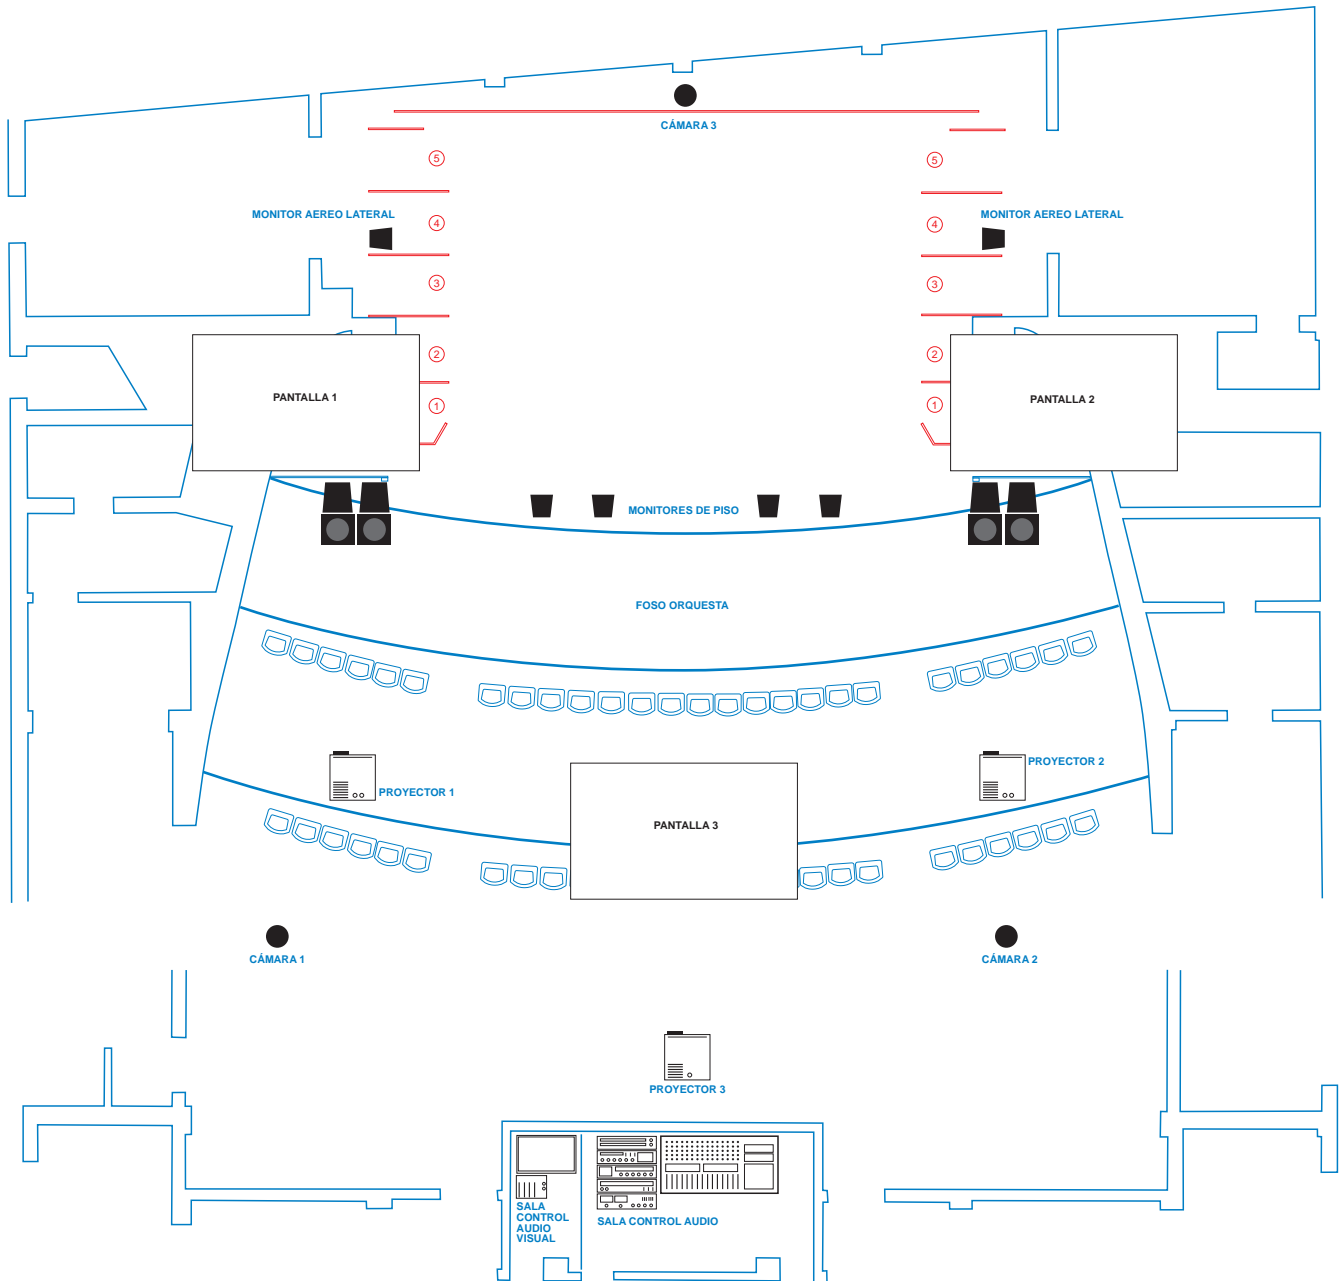 CÁMARA 3
5
5
MONITOR AEREO LATERAL
MONITOR AEREO LATERAL
4
4
3
3
2
2
PANTALLA 1
PANTALLA 2
1
1
MONITORES DE PISO
FOSO ORQUESTA
PROYECTOR 2
PROYECTOR 1
PANTALLA 3
CÁMARA 1
CÁMARA 2
PROYECTOR 3
SALA
CONTROL
AUDIO
VISUAL
SALA CONTROL AUDIO